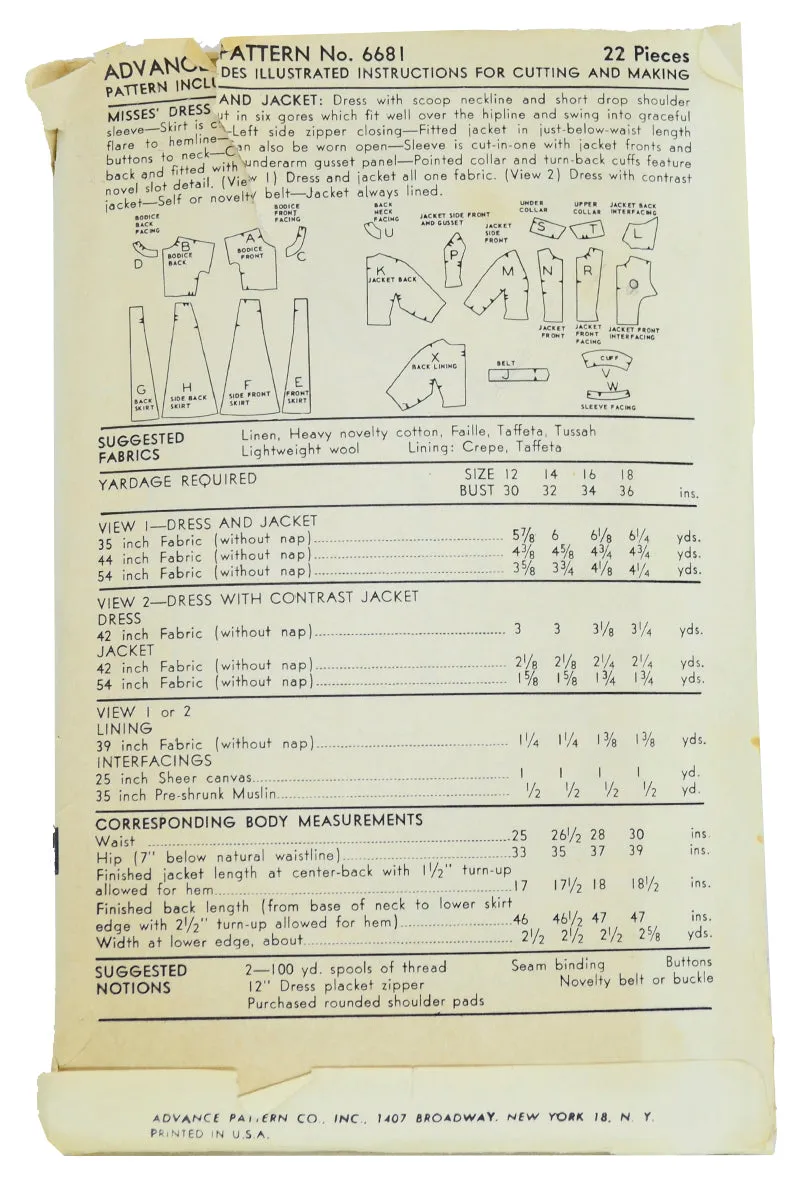 ADVANCE PATTERN No. 6681 22 Pieces
PATTERN INCLUDES ILLUSTRATED INSTRUCTIONS FOR CUTTING AND MAKING
MISSES' DRESS AND JACKET: Dress with scoop neckline and short drop shoulder
sleeve—Skirt is cut in six gores which fit well over the hipline and swing into graceful
flare to hemline—Left side zipper closing—Fitted jacket in just-below-waist length
buttons to neck—Can also be worn open—Sleeve is cut-in-one with jacket fronts and
back and fitted with underarm gusset panel—Pointed collar and turn-back cuffs feature
novel slot detail. (View 1) Dress and jacket all one fabric. (View 2) Dress with contrast
jacket—Self or novelty belt—Jacket always lined.
BODICE BACK FACING
D
B BODICE BACK
A BODICE FRONT
BODICE FRONT FACING
C
BACK NECK FACING
U
JACKET SIDE FRONT AND GUSSET
P
JACKET SIDE FRONT
M
UNDER COLLAR
S
UPPER COLLAR
T
JACKET BACK INTERFACING
L
K JACKET BACK
N
JACKET FRONT
R
JACKET FRONT FACING
O
JACKET FRONT INTERFACING
G BACK SKIRT
H SIDE BACK SKIRT
F SIDE FRONT SKIRT
E FRONT SKIRT
X BACK LINING
BELT
J
CUFF
V
W
SLEEVE FACING
SUGGESTED FABRICS
Linen, Heavy novelty cotton, Faille, Taffeta, Tussah
Lightweight wool Lining: Crepe, Taffeta
YARDAGE REQUIRED SIZE 12 14 16 18
BUST 30 32 34 36 ins.
VIEW 1—DRESS AND JACKET
35 inch Fabric (without nap) 5⅞ 6 6⅛ 6¼ yds.
44 inch Fabric (without nap) 4⅜ 4⅝ 4¾ 4¾ yds.
54 inch Fabric (without nap) 3⅝ 3¾ 4⅛ 4¼ yds.
VIEW 2—DRESS WITH CONTRAST JACKET
DRESS
42 inch Fabric (without nap) 3 3 3⅛ 3¼ yds.
JACKET
42 inch Fabric (without nap) 2⅛ 2⅛ 2¼ 2¼ yds.
54 inch Fabric (without nap) 1⅝ 1⅝ 1¾ 1¾ yds.
VIEW 1 or 2
LINING
39 inch Fabric (without nap) 1¼ 1¼ 1⅜ 1⅜ yds.
INTERFACINGS
25 inch Sheer canvas 1 1 1 1 yd.
35 inch Pre-shrunk Muslin ½ ½ ½ ½ yd.
CORRESPONDING BODY MEASUREMENTS
Waist 25 26½ 28 30 ins.
Hip (7" below natural waistline) 33 35 37 39 ins.
Finished jacket length at center-back with 1½" turn-up
allowed for hem 17 17½ 18 18½ ins.
Finished back length (from base of neck to lower skirt
edge with 2½" turn-up allowed for hem) 46 46½ 47 47 ins.
Width at lower edge, about 2½ 2½ 2½ 2⅝ yds.
SUGGESTED NOTIONS
2—100 yd. spools of thread Seam binding Buttons
12" Dress placket zipper Novelty belt or buckle
Purchased rounded shoulder pads
ADVANCE PATTERN CO., INC., 1407 BROADWAY. NEW YORK 18, N. Y.
PRINTED IN U.S.A.